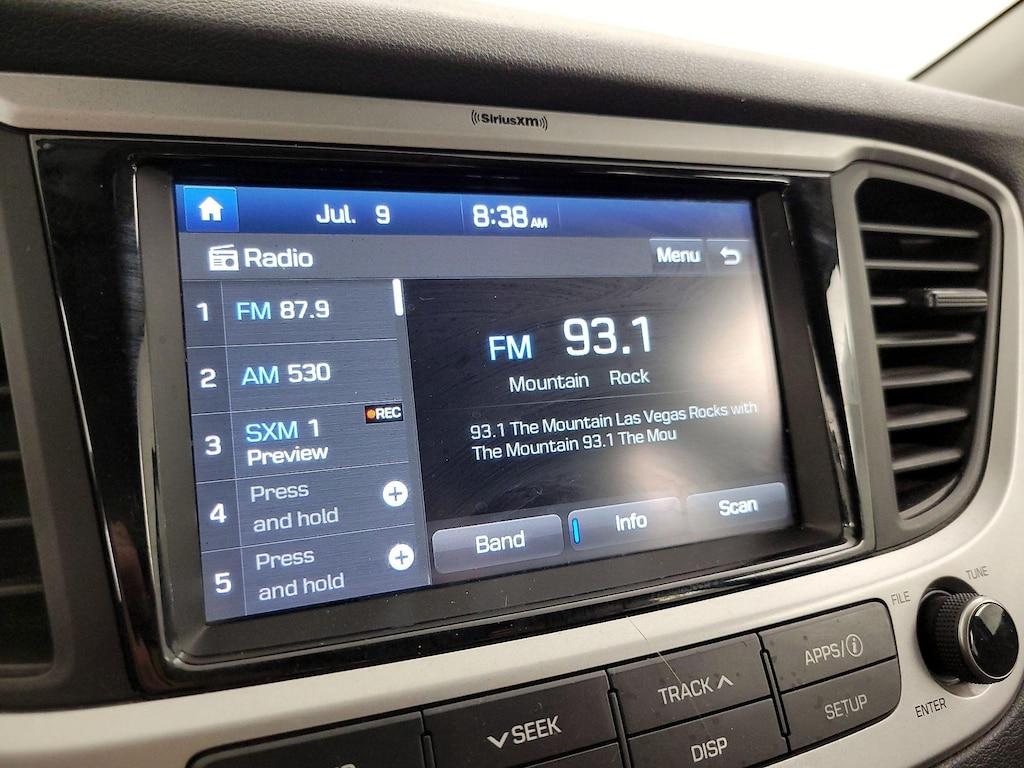 SiriusXM
Jul. 9 8:38 AM
Radio Menu
1 FM 87.9
2 AM 530
REC
3 SXM 1
Preview
4 Press
and hold
5 Press
and hold
FM 93.1
Mountain Rock
93.1 The Mountain Las Vegas Rocks with
The Mountain 93.1 The Mou
Band Info Scan
TUNE
FILE
ENTER
SEEK
TRACK
APPS/i
DISP
SETUP